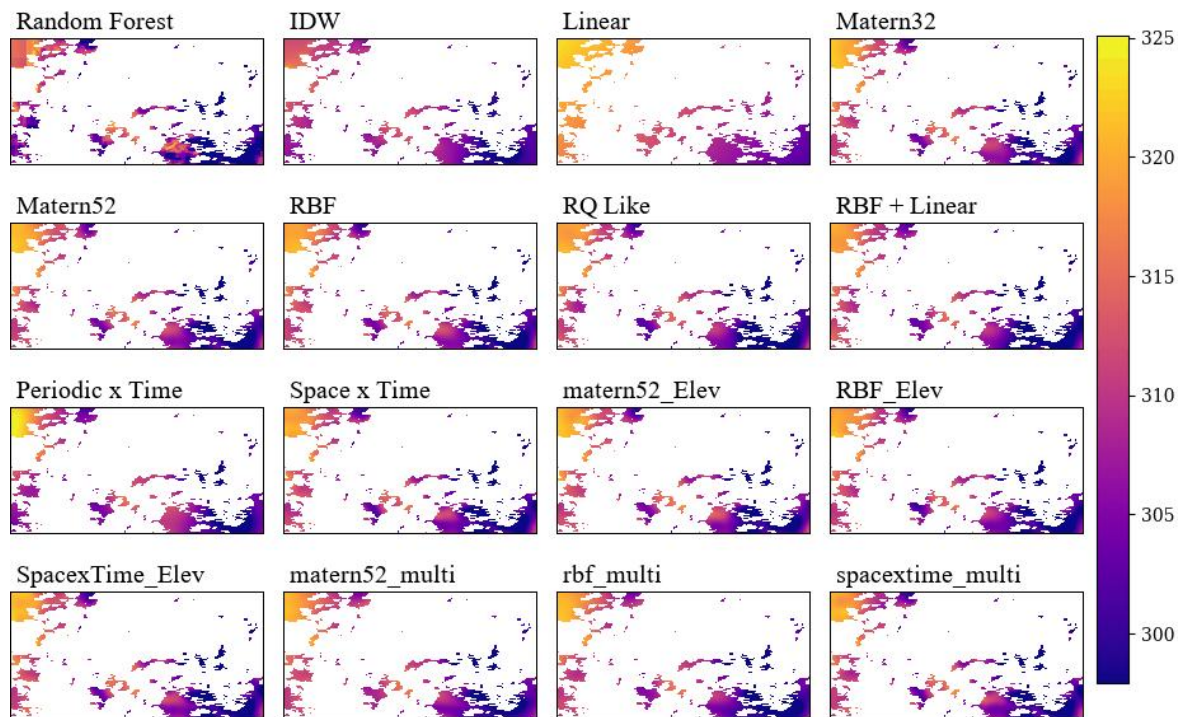 Random Forest IDW Linear Matern32
325
320
Matern52 RBF RQ Like RBF + Linear
315
Periodic x Time Space x Time matern52_Elev RBF_Elev
310
305
SpacexTime_Elev matern52_multi rbf_multi spacextime_multi
300